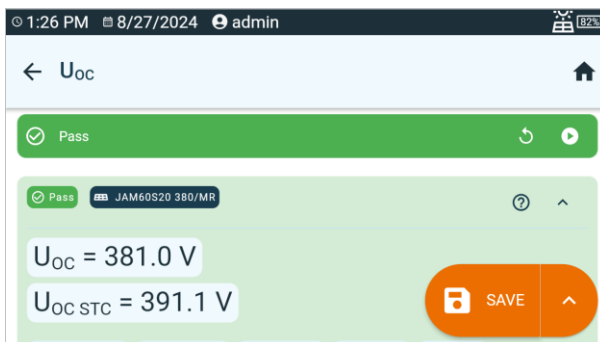 1:26 PM 8/27/2024 admin 82%
Uoc
Pass
Pass JAM60S20 380/MR
UOC = 381.0 V
UOC STC = 391.1 V
SAVE